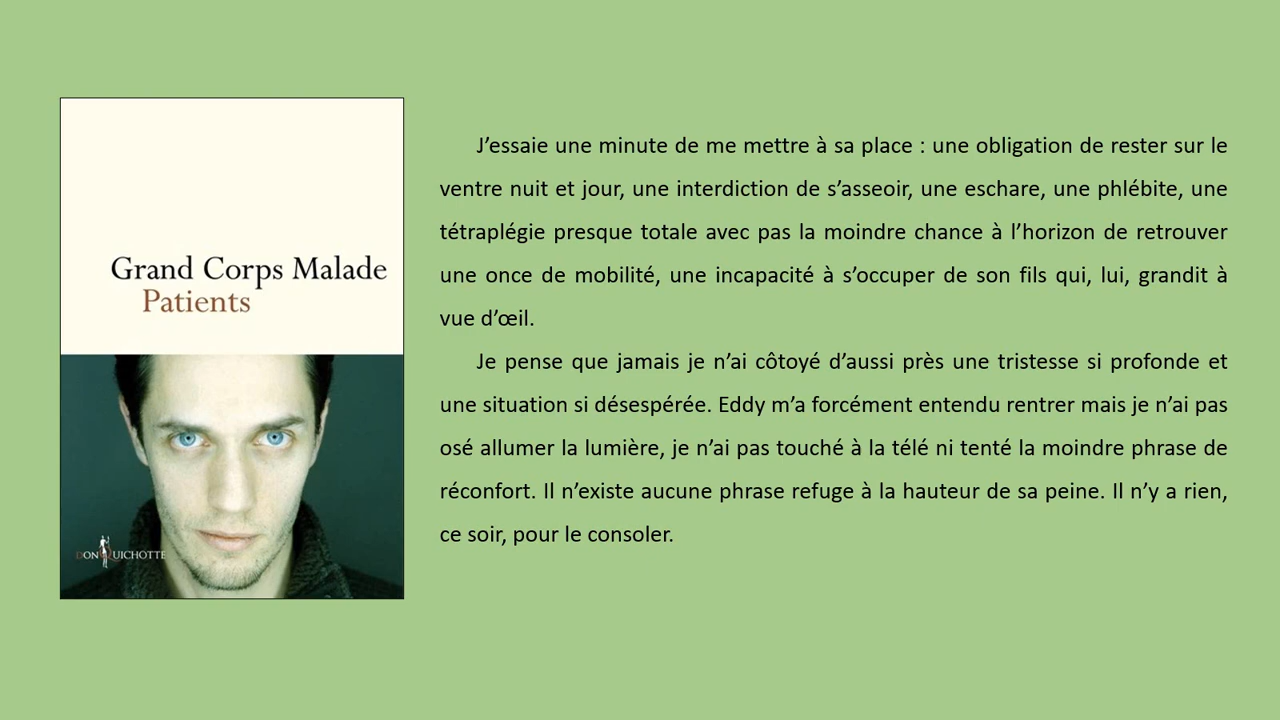 Grand Corps Malade
Patients
DON QUICHOTTE
J’essaie une minute de me mettre à sa place : une obligation de rester sur le
ventre nuit et jour, une interdiction de s’asseoir, une eschare, une phlébite, une
tétraplégie presque totale avec pas la moindre chance à l’horizon de retrouver
une once de mobilité, une incapacité à s’occuper de son fils qui, lui, grandit à
vue d’œil.
Je pense que jamais je n’ai côtoyé d’aussi près une tristesse si profonde et
une situation si désespérée. Eddy m’a forcément entendu rentrer mais je n’ai pas
osé allumer la lumière, je n’ai pas touché à la télé ni tenté la moindre phrase de
réconfort. Il n’existe aucune phrase refuge à la hauteur de sa peine. Il n’y a rien,
ce soir, pour le consoler.